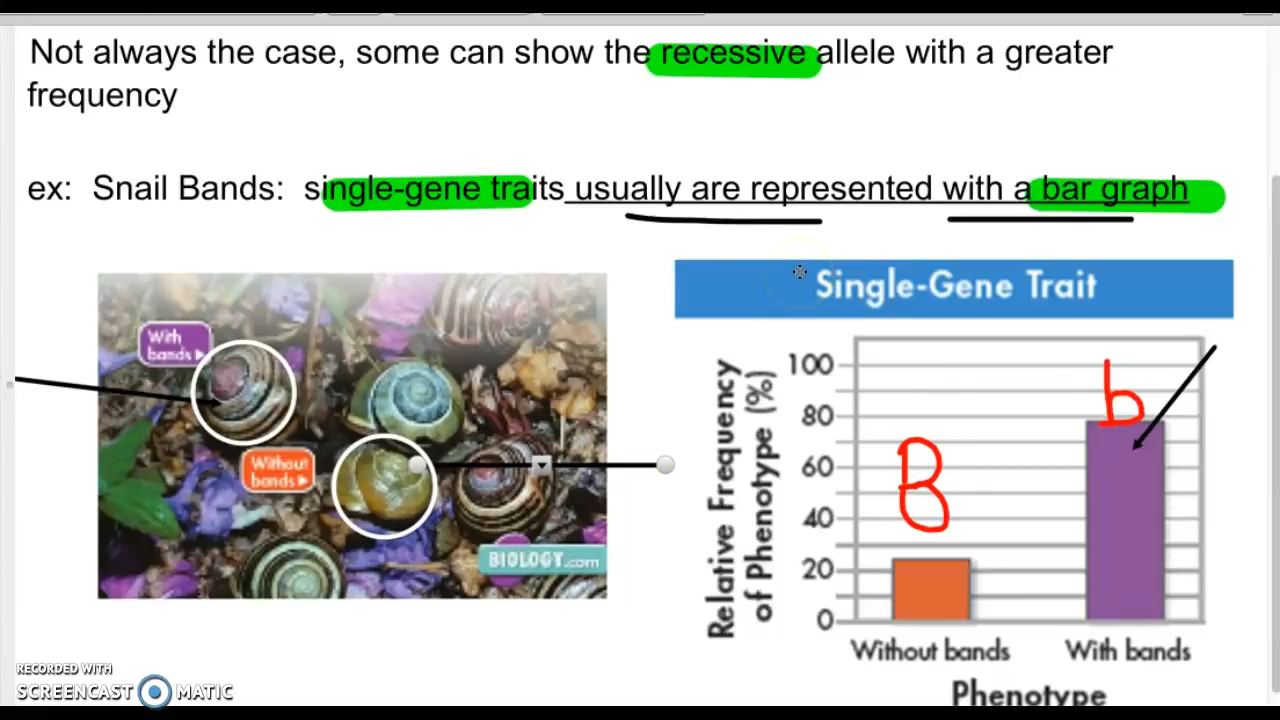 Not always the case, some can show the recessive allele with a greater
frequency
ex: Snail Bands: single-gene traits usually are represented with a bar graph
With
bands
Without
bands
BIOLOGY.com
Single-Gene Trait
Relative Frequency
of Phenotype (%)
100
80
60
40
20
0
B
b
Without bands
With bands
Phenotype
RECORDED WITH
SCREENCAST MATIC